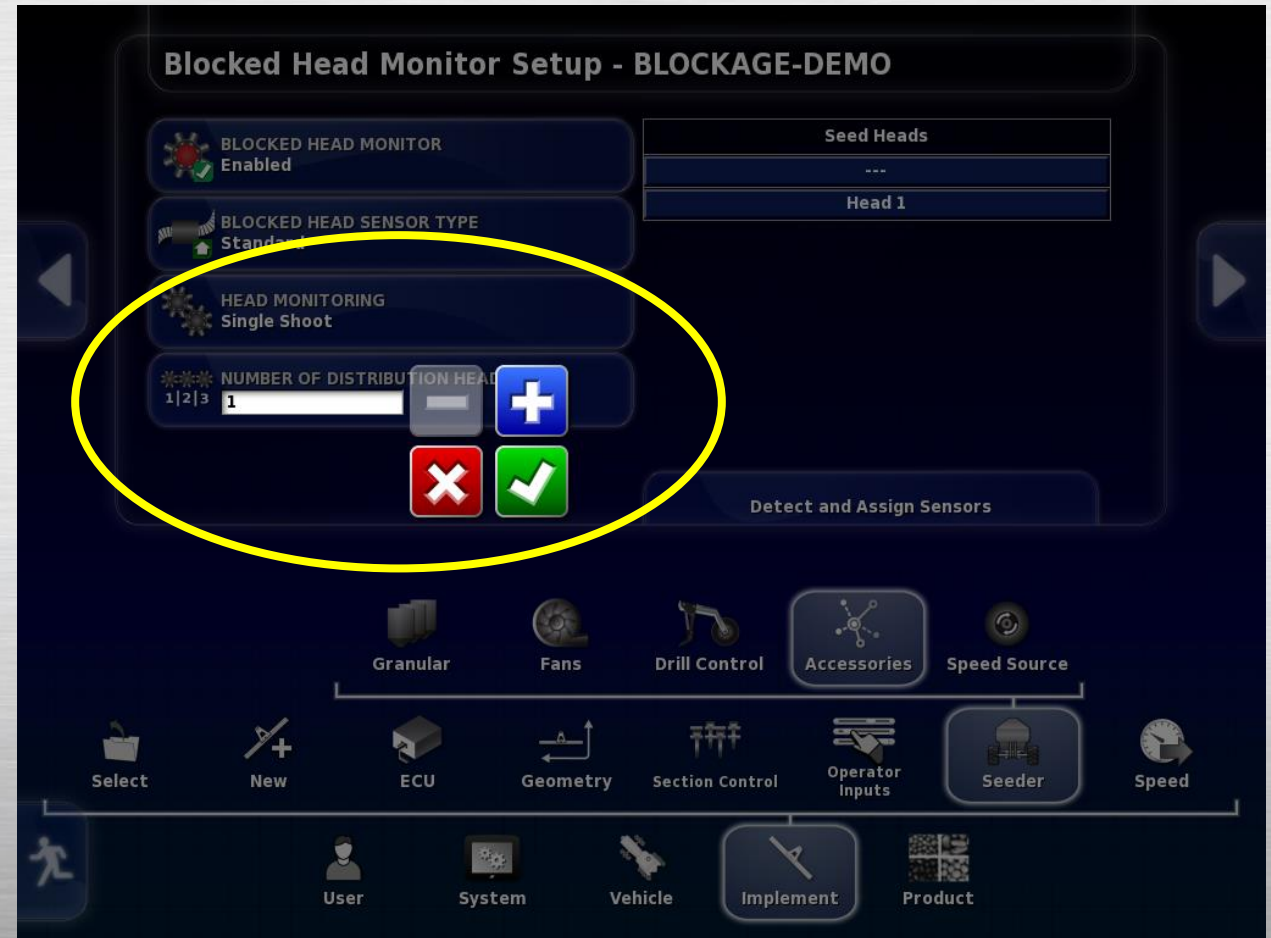 Blocked Head Monitor Setup - BLOCKAGE-DEMO
BLOCKED HEAD MONITOR
Enabled
BLOCKED HEAD SENSOR TYPE
Standard
HEAD MONITORING
Single Shoot
NUMBER OF DISTRIBUTION HEAD
1|2|3
1
Seed Heads
---
Head 1
Detect and Assign Sensors
Granular
Fans
Drill Control
Accessories
Speed Source
Select
New
ECU
Geometry
Section Control
Operator
Inputs
Seeder
Speed
User
System
Vehicle
Implement
Product